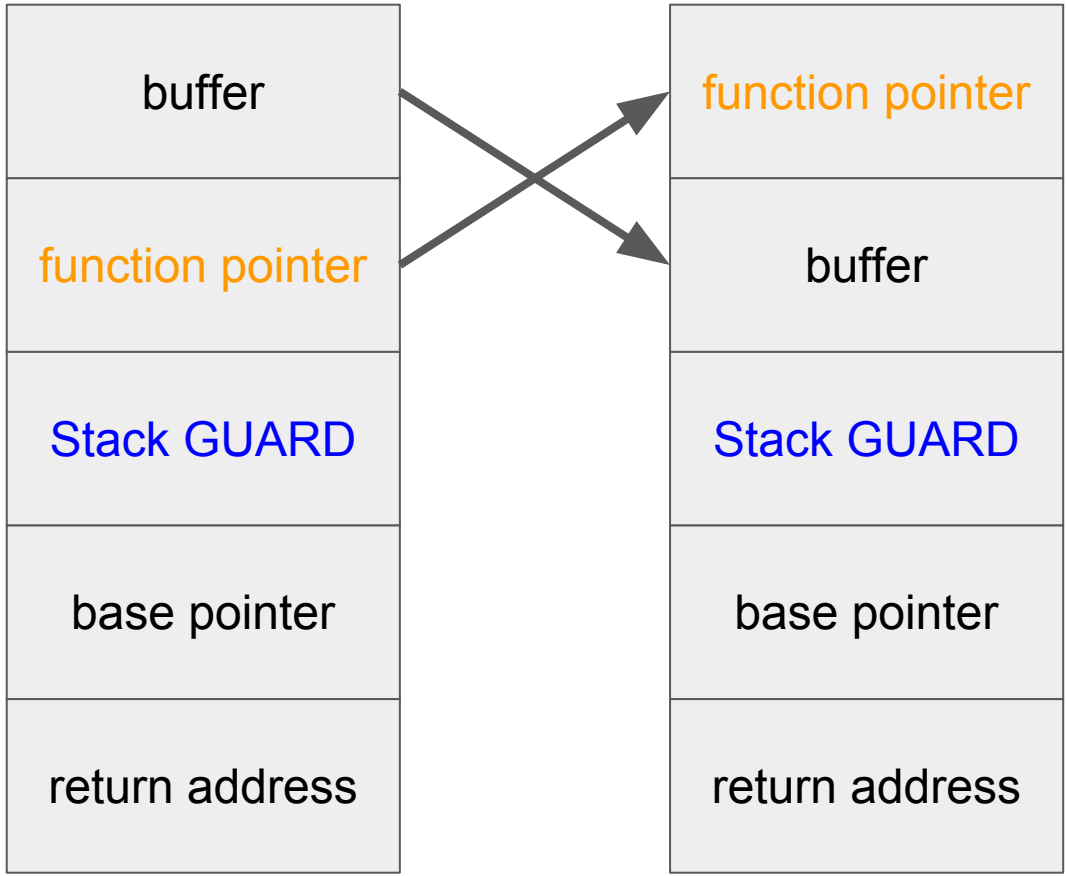 buffer
function pointer
Stack GUARD
base pointer
return address
function pointer
buffer
Stack GUARD
base pointer
return address